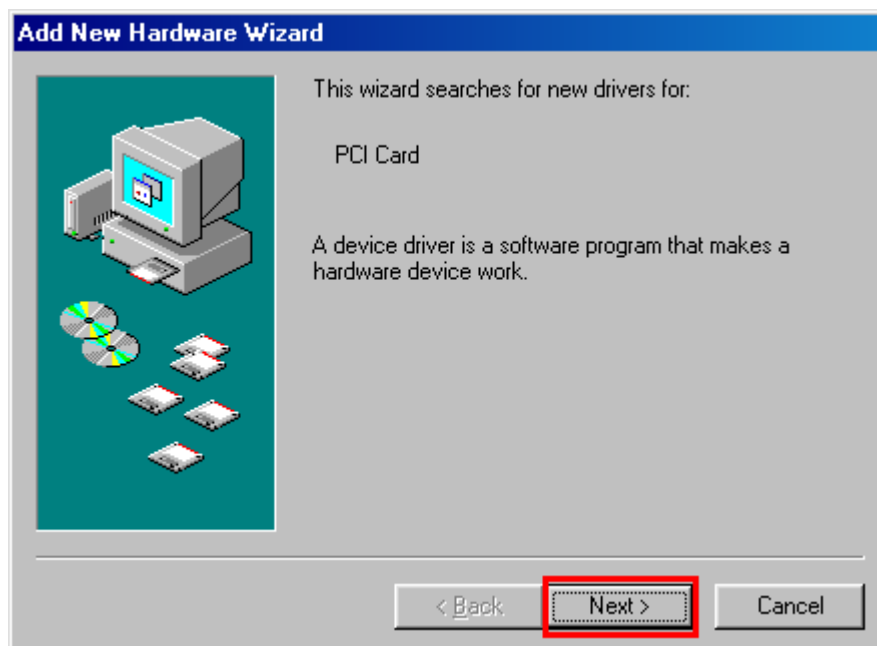 Add New Hardware Wizard
This wizard searches for new drivers for:
PCI Card
A device driver is a software program that makes a
hardware device work.
< Back
Next >
Cancel